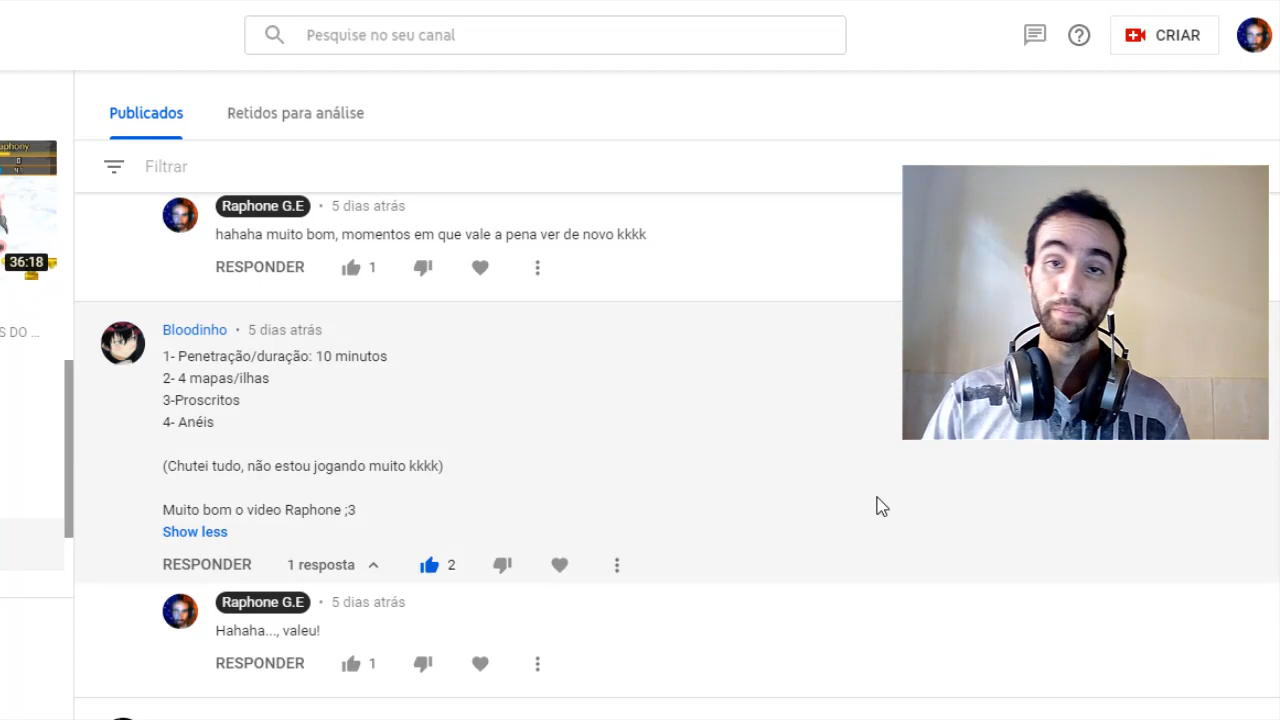 Pesquise no seu canal
CRIAR
Publicados
Retidos para análise
Filtrar
aphony
36:18
S DO ...
Raphone G.E • 5 dias atrás
hahaha muito bom, momentos em que vale a pena ver de novo kkkk
RESPONDER 1
Bloodinho • 5 dias atrás
1- Penetração/duração: 10 minutos
2- 4 mapas/ilhas
3-Proscritos
4- Anéis
(Chutei tudo, não estou jogando muito kkkk)
Muito bom o video Raphone ;3
Show less
RESPONDER 1 resposta 2
Raphone G.E • 5 dias atrás
Hahaha..., valeu!
RESPONDER 1